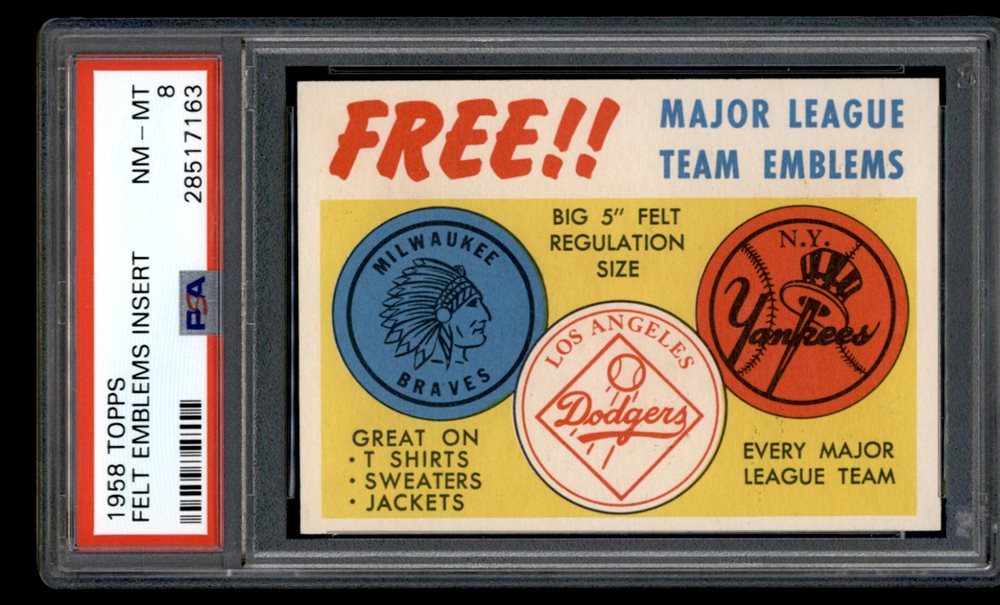 1958 TOPPS
FELT EMBLEMS INSERT
NM - MT
8
28517163
PSA
FREE!!
MAJOR LEAGUE
TEAM EMBLEMS
BIG 5" FELT
REGULATION
SIZE
MILWAUKEE
BRAVES
LOS ANGELES
Dodgers
N.Y.
Yankees
GREAT ON
• T SHIRTS
• SWEATERS
• JACKETS
EVERY MAJOR
LEAGUE TEAM